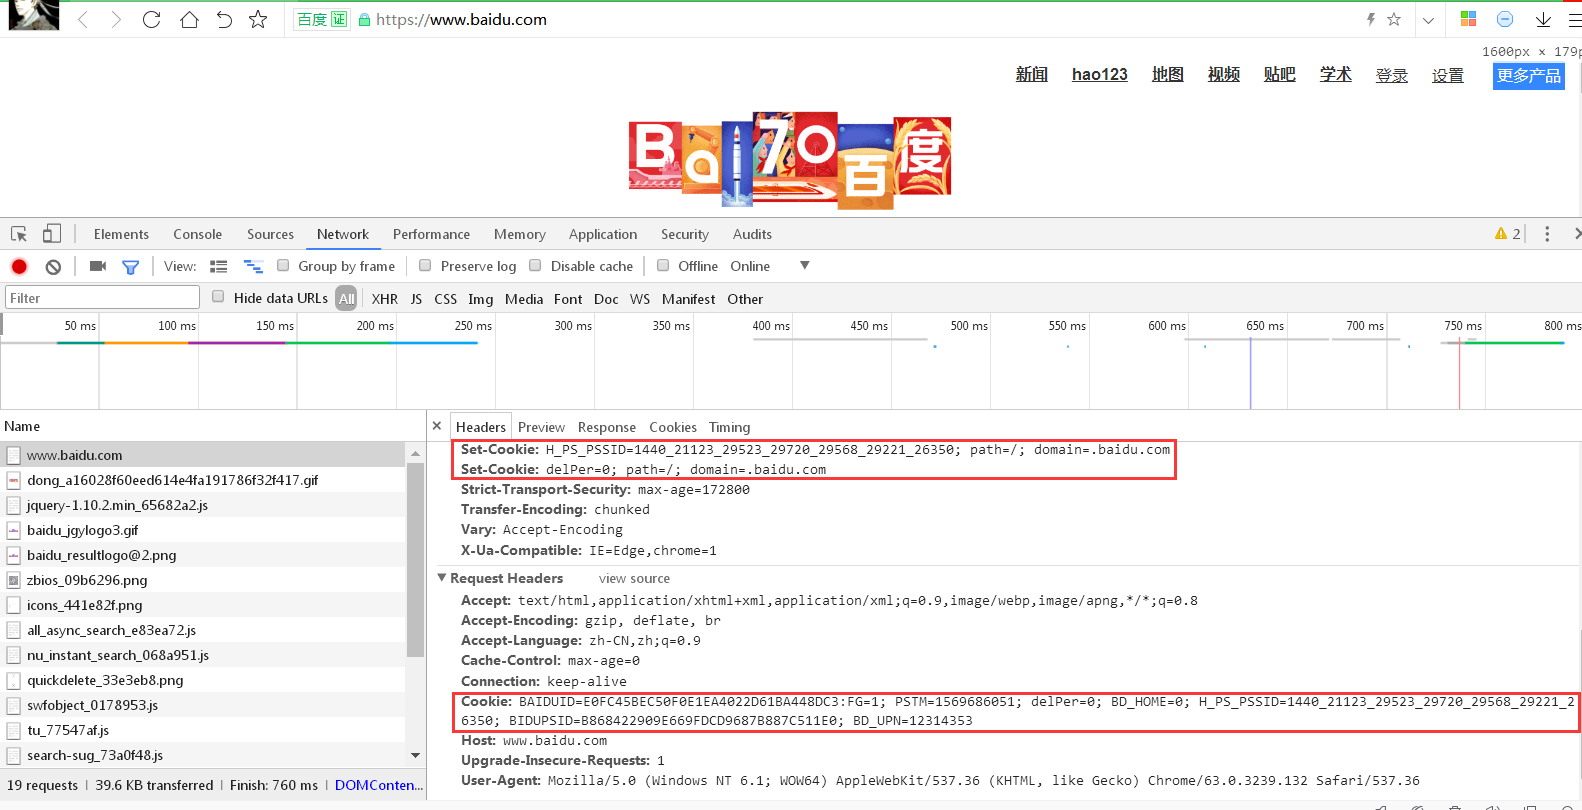 百度 证 https://www.baidu.com
1600px × 179p
新闻 hao123 地图 视频 贴吧 学术 登录 设置 更多产品
Bai70百度
Elements Console Sources Network Performance Memory Application Security Audits 2
View: Group by frame Preserve log Disable cache Offline Online
Filter Hide data URLs All XHR JS CSS Img Media Font Doc WS Manifest Other
50 ms 100 ms 150 ms 200 ms 250 ms 300 ms 350 ms 400 ms 450 ms 500 ms 550 ms 600 ms 650 ms 700 ms 750 ms 800 ms
Name
www.baidu.com
dong_a16028f60eed614e4fa191786f32f417.gif
jquery-1.10.2.min_65682a2.js
baidu_jgylogo3.gif
baidu_resultlogo@2.png
zbios_09b6296.png
icons_441e82f.png
all_async_search_e83ea72.js
nu_instant_search_068a951.js
quickdelete_33e3eb8.png
swfobject_0178953.js
tu_77547af.js
search-sug_73a0f48.js
19 requests | 39.6 KB transferred | Finish: 760 ms | DOMConten...
Headers Preview Response Cookies Timing
Set-Cookie: H_PS_PSSID=1440_21123_29523_29720_29568_29221_26350; path=/; domain=.baidu.com
Set-Cookie: delPer=0; path=/; domain=.baidu.com
Strict-Transport-Security: max-age=172800
Transfer-Encoding: chunked
Vary: Accept-Encoding
X-Ua-Compatible: IE=Edge,chrome=1
Request Headers view source
Accept: text/html,application/xhtml+xml,application/xml;q=0.9,image/webp,image/apng,*/*;q=0.8
Accept-Encoding: gzip, deflate, br
Accept-Language: zh-CN,zh;q=0.9
Cache-Control: max-age=0
Connection: keep-alive
Cookie: BAIDUID=E0FC45BEC50F0E1EA4022D61BA448DC3:FG=1; PSTM=1569686051; delPer=0; BD_HOME=0; H_PS_PSSID=1440_21123_29523_29720_29568_29221_2
6350; BIDUPSID=B868422909E669FDCD9687B887C511E0; BD_UPN=12314353
Host: www.baidu.com
Upgrade-Insecure-Requests: 1
User-Agent: Mozilla/5.0 (Windows NT 6.1; WOW64) AppleWebKit/537.36 (KHTML, like Gecko) Chrome/63.0.3239.132 Safari/537.36